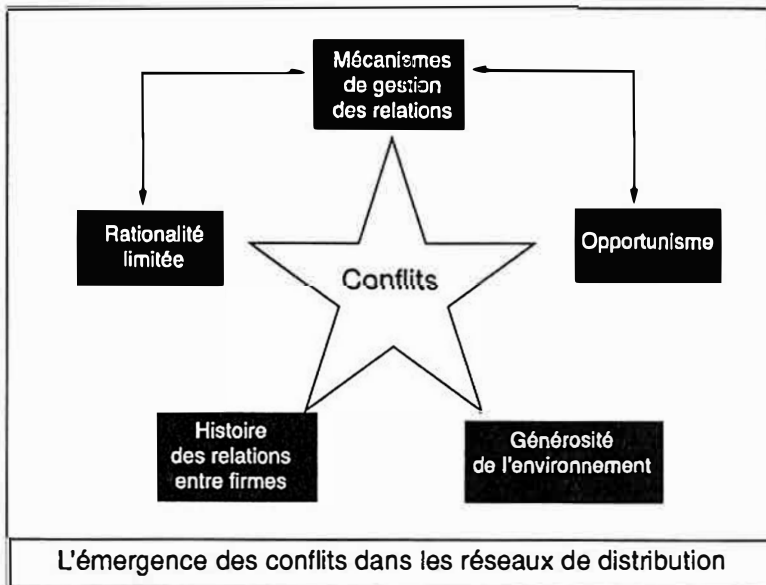 Mécanismes
de gestion
des relations
Rationalité
limitée
Opportunisme
Conflits
Histoire
des relations
entre firmes
Générosité
de l'environnement
L'émergence des conflits dans les réseaux de distribution